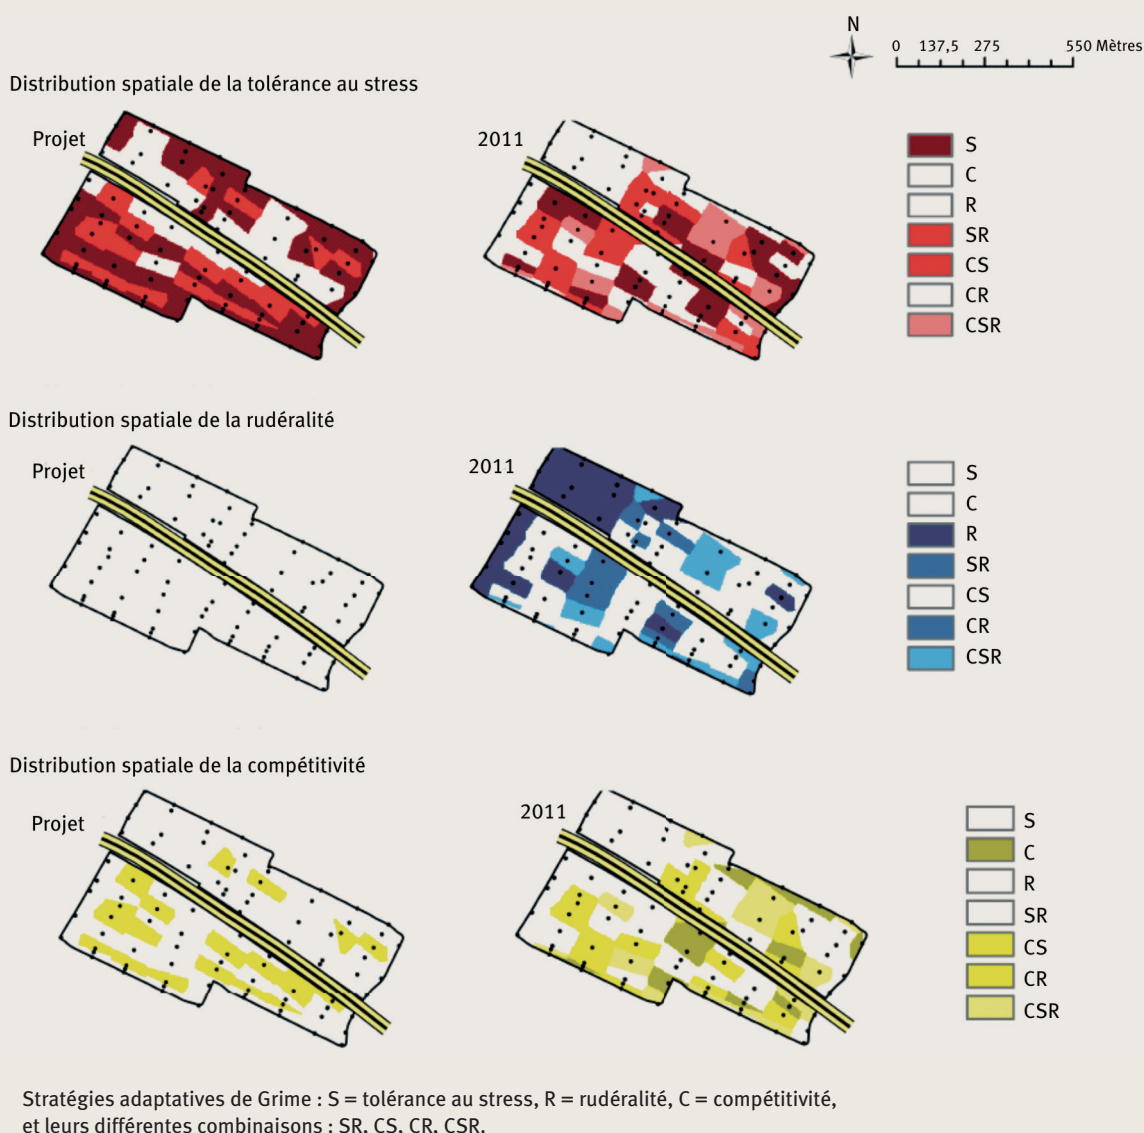 N
0 137,5 275 550 Mètres
Distribution spatiale de la tolérance au stress
Projet
2011
S
C
R
SR
CS
CR
CSR
Distribution spatiale de la rudéralité
Projet
2011
S
C
R
SR
CS
CR
CSR
Distribution spatiale de la compétitivité
Projet
2011
S
C
R
SR
CS
CR
CSR
Stratégies adaptatives de Grime : S = tolérance au stress, R = rudéralité, C = compétitivité,
et leurs différentes combinaisons : SR, CS, CR, CSR.